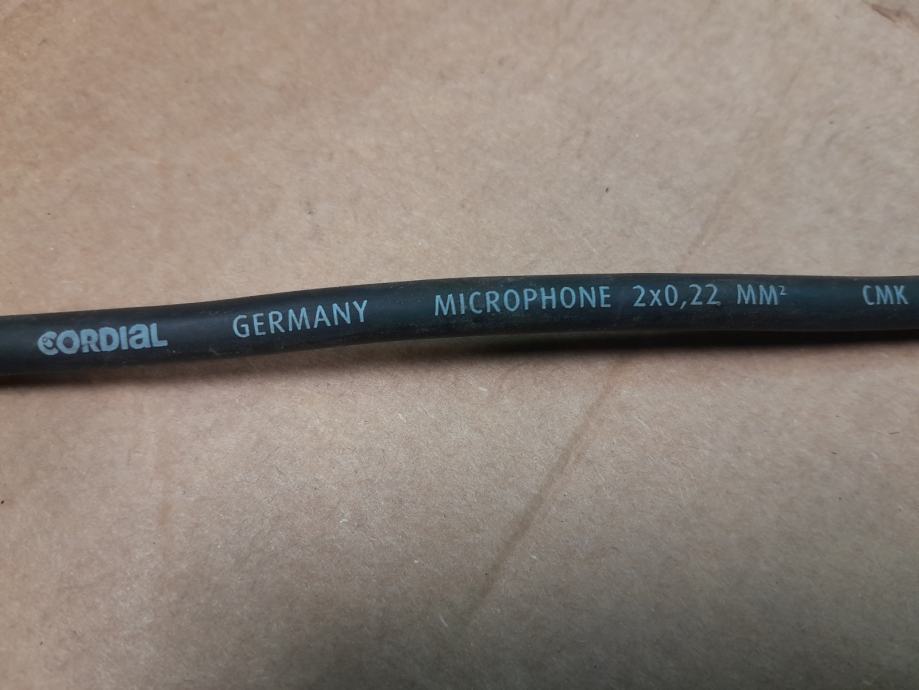 CORDIAL GERMANY MICROPHONE 2x0,22 MM² CMK